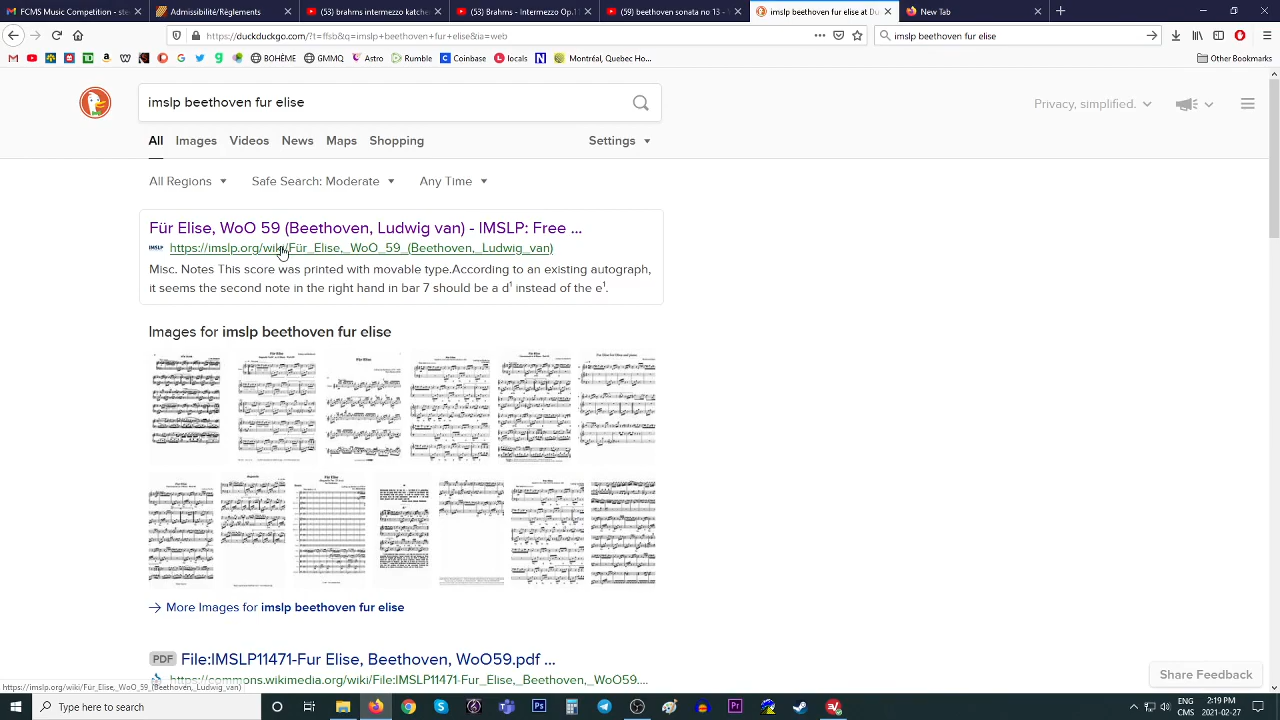 FCMS Music Competition - ste
Admissibilité/Réglements
(53) brahms intermezzo katche
(53) Brahms - Intermezzo Op.11
(59) beethoven sonata no 13 -
imslp beethoven fur elise at Du
New Tab
https://duckduckgo.com/?t=ffsb&q=imslp+beethoven+fur+elise&ia=web
imslp beethoven fur elise
BOHÈME
GMMQ
Astro
Rumble
Coinbase
locals
Montréal, Quebec Ho...
Other Bookmarks
imslp beethoven fur elise
Privacy, simplified.
All Images Videos News Maps Shopping
Settings
All Regions
Safe Search: Moderate
Any Time
Für Elise, WoO 59 (Beethoven, Ludwig van) - IMSLP: Free ...
IMSLP
https://imslp.org/wiki/Für_Elise,_WoO_59_(Beethoven,_Ludwig_van)
Misc. Notes This score was printed with movable type.According to an existing autograph,
it seems the second note in the right hand in bar 7 should be a d¹ instead of the e¹.
Images for imslp beethoven fur elise
→ More Images for imslp beethoven fur elise
PDF File:IMSLP11471-Fur Elise, Beethoven, WoO59.pdf ...
https://commons.wikimedia.org/wiki/File:IMSLP11471-Fur_Elise,_Beethoven,_WoO59....
Share Feedback
https://imslp.org/wiki/Für_Elise,_WoO_59_(Beethoven,_Ludwig_van)
Type here to search
ENG
CMS
2:19 PM
2021-02-27